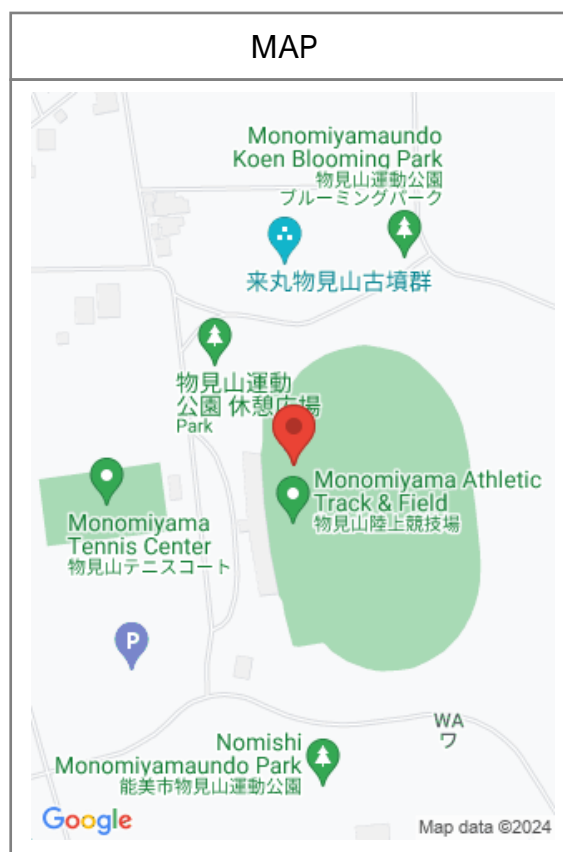 MAP
Monomiyamaundo
Koen Blooming Park
物見山運動公園
ブルーミングパーク
来丸物見山古墳群
物見山運動
公園 休憩広場
Park
Monomiyama Athletic
Track & Field
物見山陸上競技場
Monomiyama
Tennis Center
物見山テニスコート
P
WA
ワ
Nomishi
Monomiyamaundo Park
能美市物見山運動公園
Google
Map data ©2024